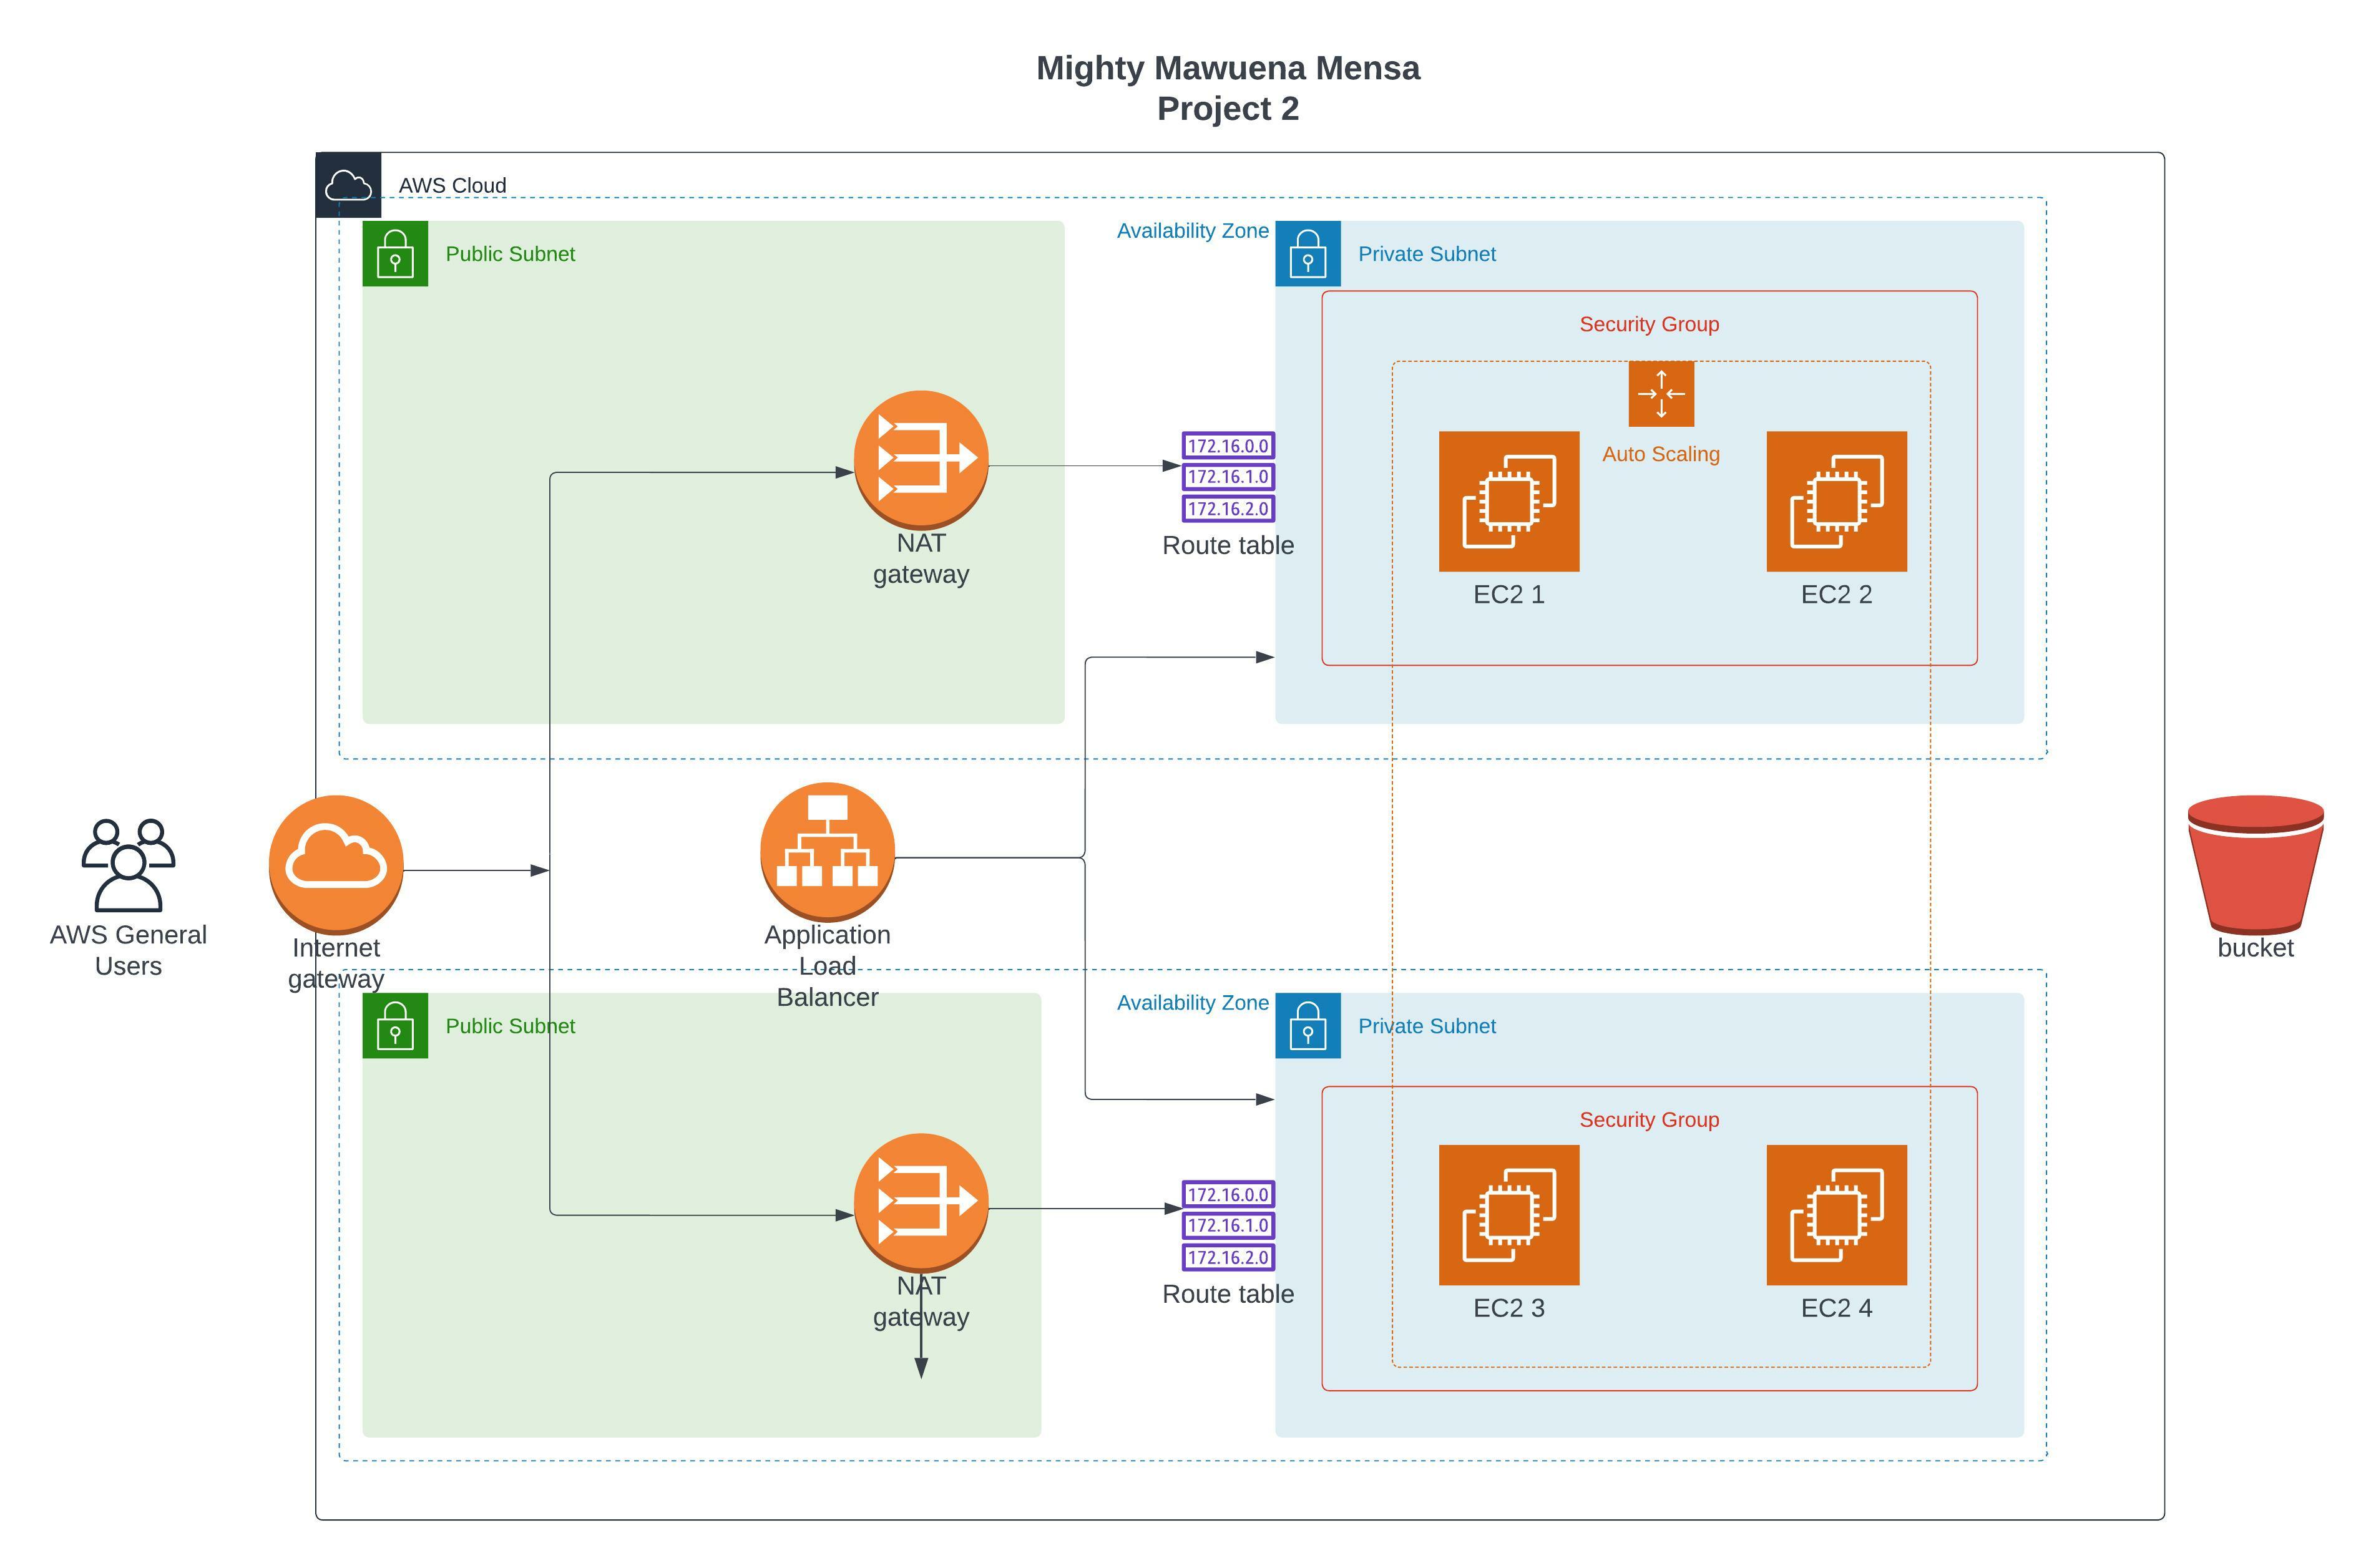 Mighty Mawuena Mensa
Project 2
AWS Cloud
Public Subnet
Availability Zone
Private Subnet
Security Group
Auto Scaling
172.16.0.0
172.16.1.0
172.16.2.0
Route table
NAT
gateway
EC2 1
EC2 2
AWS General
Users
Internet
gateway
Application
Load
Balancer
bucket
Public Subnet
Availability Zone
Private Subnet
Security Group
172.16.0.0
172.16.1.0
172.16.2.0
Route table
NAT
gateway
EC2 3
EC2 4